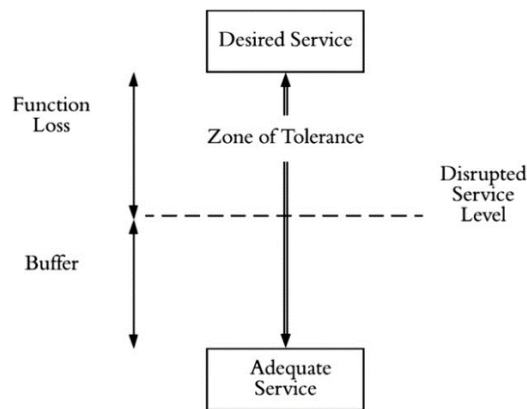 Desired Service
Function
Loss
Zone of Tolerance
Disrupted
Service
Level
Buffer
Adequate
Service